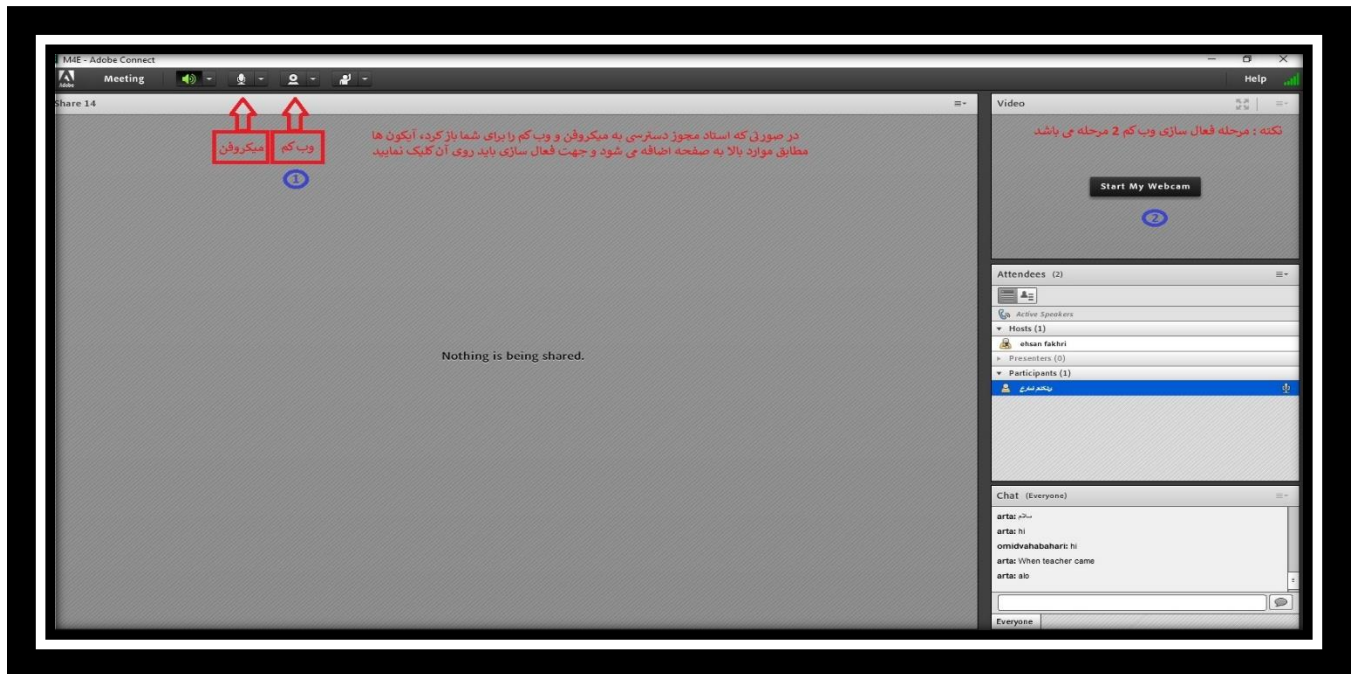 M4E - Adobe Connect
Adobe
Meeting
Help
Share 14
میکروفن
وب کم
در صورتی که استاد مجوز دسترسی به میکروفن و وب کم را برای شما باز کرد، آیکون ها
مطابق موارد بالا به صفحه اضافه می شود و جهت فعال سازی باید روی آن کلیک نمایید
1
Nothing is being shared.
Video
نکته : مرحله فعال سازی وب کم 2 مرحله می باشد
Start My Webcam
2
Attendees (2)
Active Speakers
Hosts (1)
ehsan fakhri
Presenters (0)
Participants (1)
Chat (Everyone)
arta: سلام
arta: hi
omidvahabahari: hi
arta: When teacher came
arta: alo
Everyone